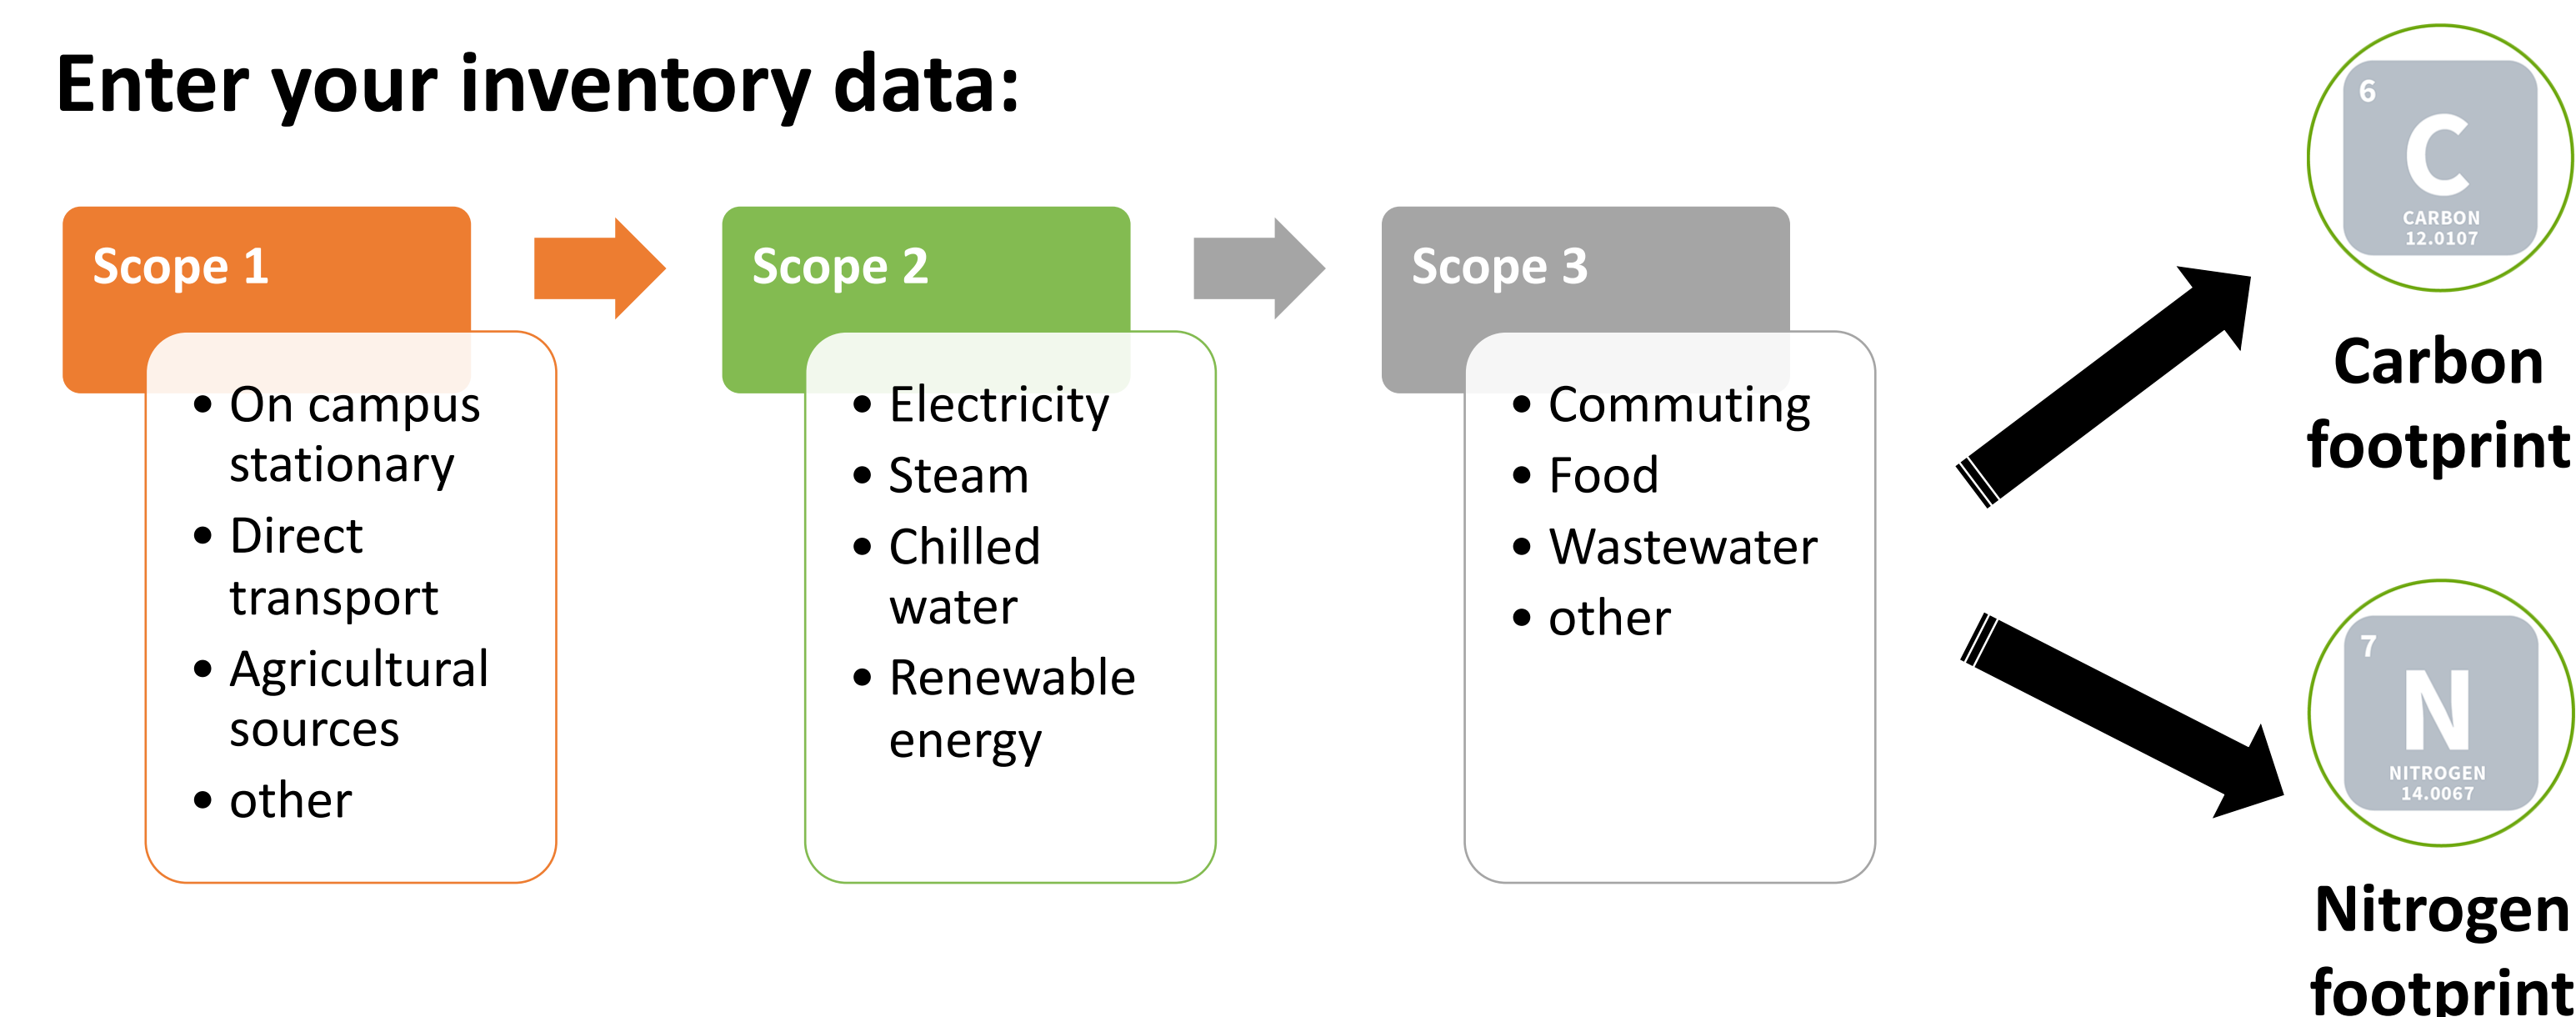 Enter your inventory data:
Scope 1
• On campus
stationary
• Direct
transport
• Agricultural
sources
• other
Scope 2
• Electricity
• Steam
• Chilled
water
• Renewable
energy
Scope 3
• Commuting
• Food
• Wastewater
• other
6
C
CARBON
12.0107
Carbon
footprint
7
N
NITROGEN
14.0067
Nitrogen
footprint